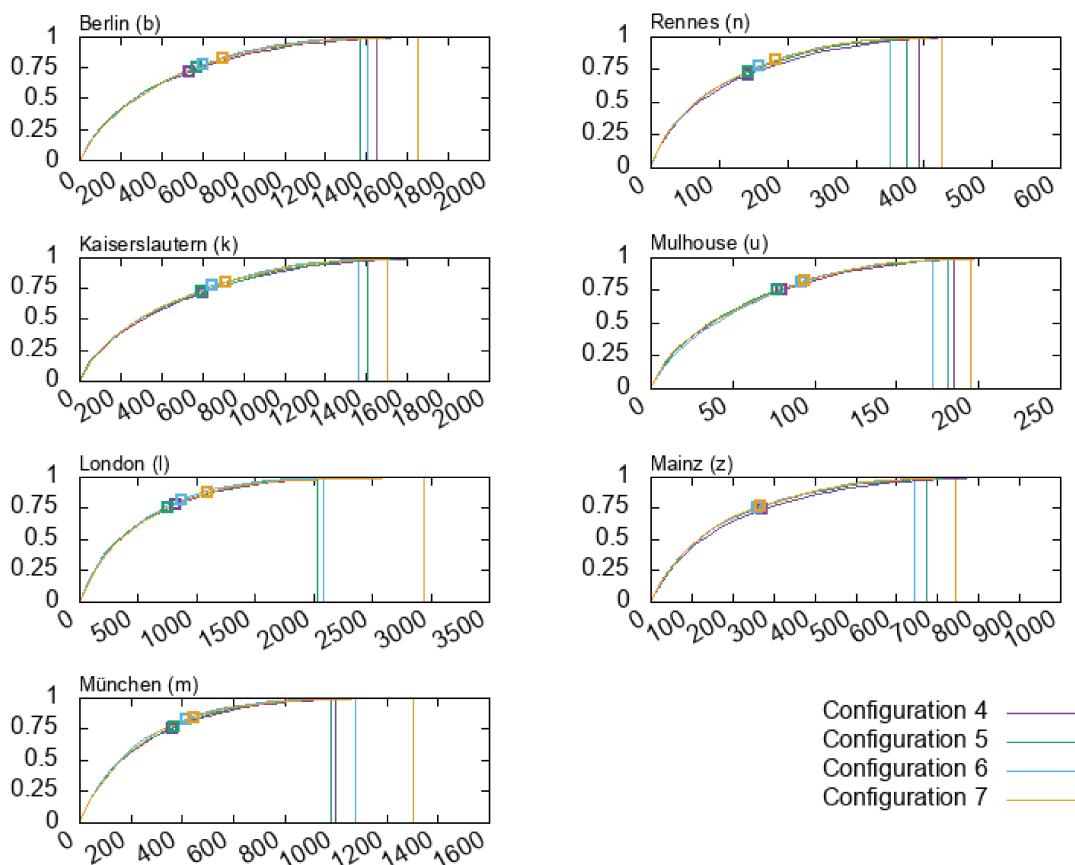 Berlin (b)
1
0.75
0.5
0.25
0
0 200 400 600 800 1000 1200 1400 1600 1800 2000
Rennes (n)
1
0.75
0.5
0.25
0
0 100 200 300 400 500 600
Kaiserslautern (k)
1
0.75
0.5
0.25
0
0 200 400 600 800 1000 1200 1400 1600 1800 2000
Mulhouse (u)
1
0.75
0.5
0.25
0
0 50 100 150 200 250
London (l)
1
0.75
0.5
0.25
0
0 500 1000 1500 2000 2500 3000 3500
Mainz (z)
1
0.75
0.5
0.25
0
0 100 200 300 400 500 600 700 800 900 1000
München (m)
1
0.75
0.5
0.25
0
0 200 400 600 800 1000 1200 1400 1600
Configuration 4
Configuration 5
Configuration 6
Configuration 7